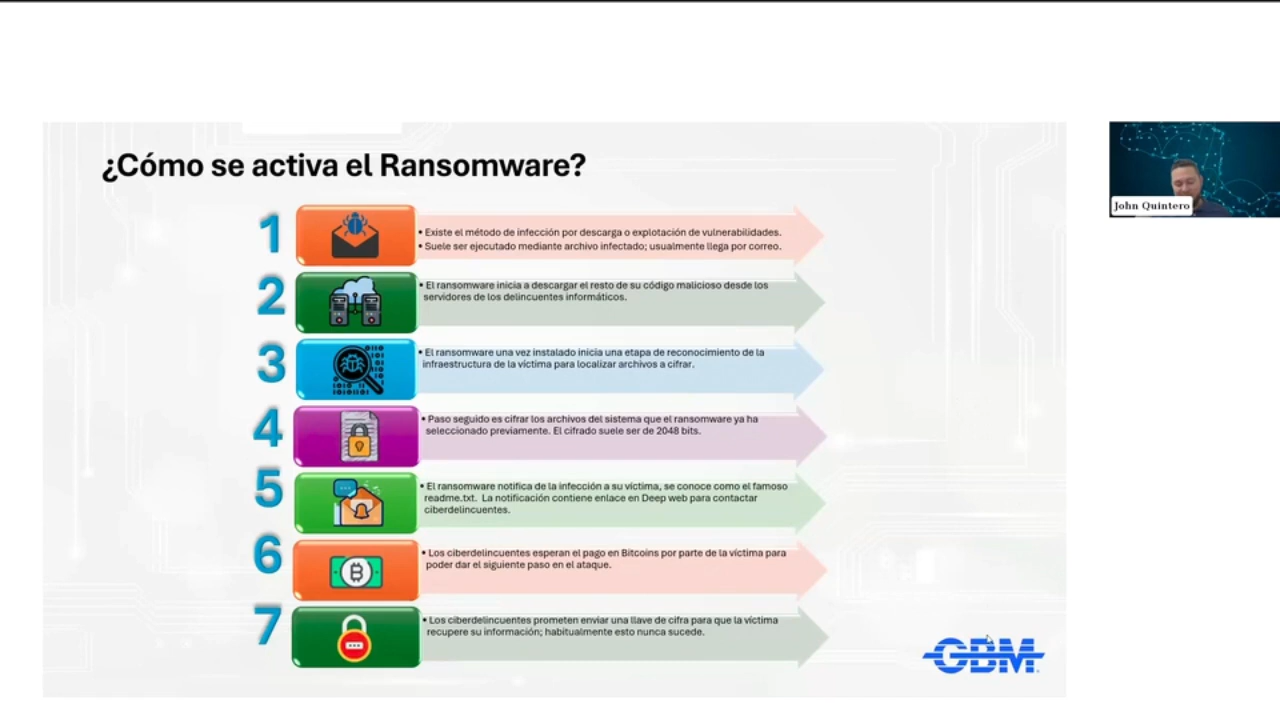 ¿Cómo se activa el Ransomware?
1
• Existe el método de infección por descarga o explotación de vulnerabilidades.
• Suele ser ejecutado mediante archivo infectado; usualmente llega por correo.
2
• El ransomware inicia a descargar el resto de su código malicioso desde los
servidores de los delincuentes informáticos.
3
• El ransomware una vez instalado inicia una etapa de reconocimiento de la
infraestructura de la víctima para localizar archivos a cifrar.
4
• Paso seguido es cifrar los archivos del sistema que el ransomware ya ha
seleccionado previamente. El cifrado suele ser de 2048 bits.
5
• El ransomware notifica de la infección a su víctima, se conoce como el famoso
readme.txt. La notificación contiene enlace en Deep web para contactar
ciberdelincuentes.
6
• Los ciberdelincuentes esperan el pago en Bitcoins por parte de la víctima para
poder dar el siguiente paso en el ataque.
7
• Los ciberdelincuentes prometen enviar una llave de cifra para que la víctima
recupere su información; habitualmente esto nunca sucede.
GBM
John Quintero